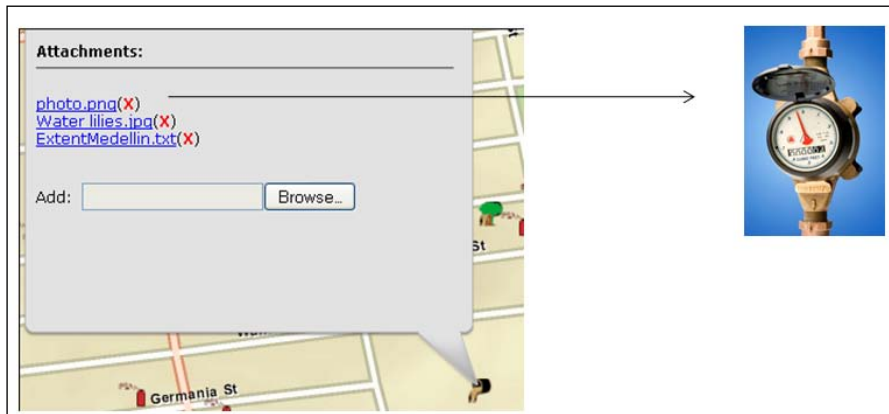 Attachments:
photo.png(X)
Water lilies.jpg(X)
ExtentMedellin.txt(X)
Add:
Browse...
St
Germania St